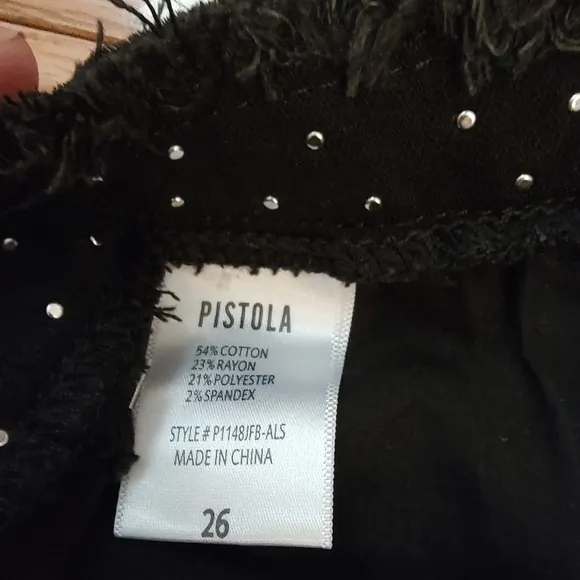 PISTOLA
54% COTTON
23% RAYON
21% POLYESTER
2% SPANDEX
STYLE # P1148JFB-ALS
MADE IN CHINA
26